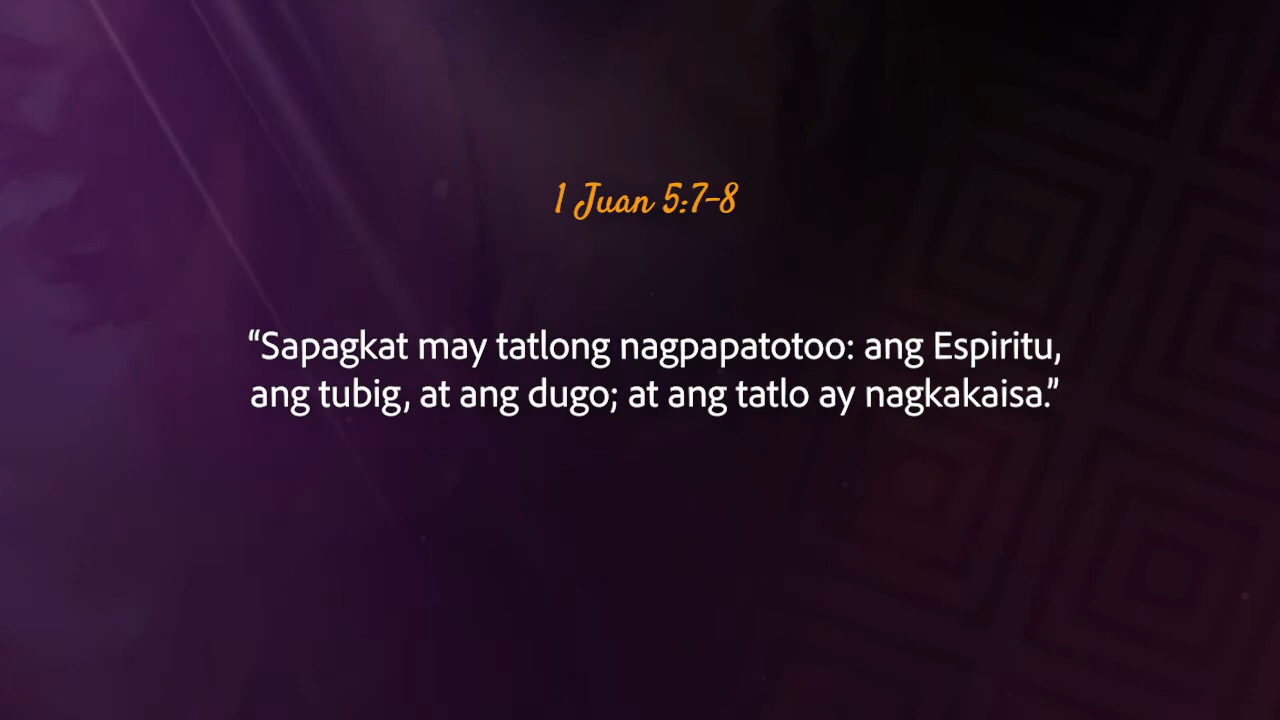 1 Juan 5:7-8
“Sapagkat may tatlong nagpapatotoo: ang Espiritu,
ang tubig, at ang dugo; at ang tatlo ay nagkakaisa.”